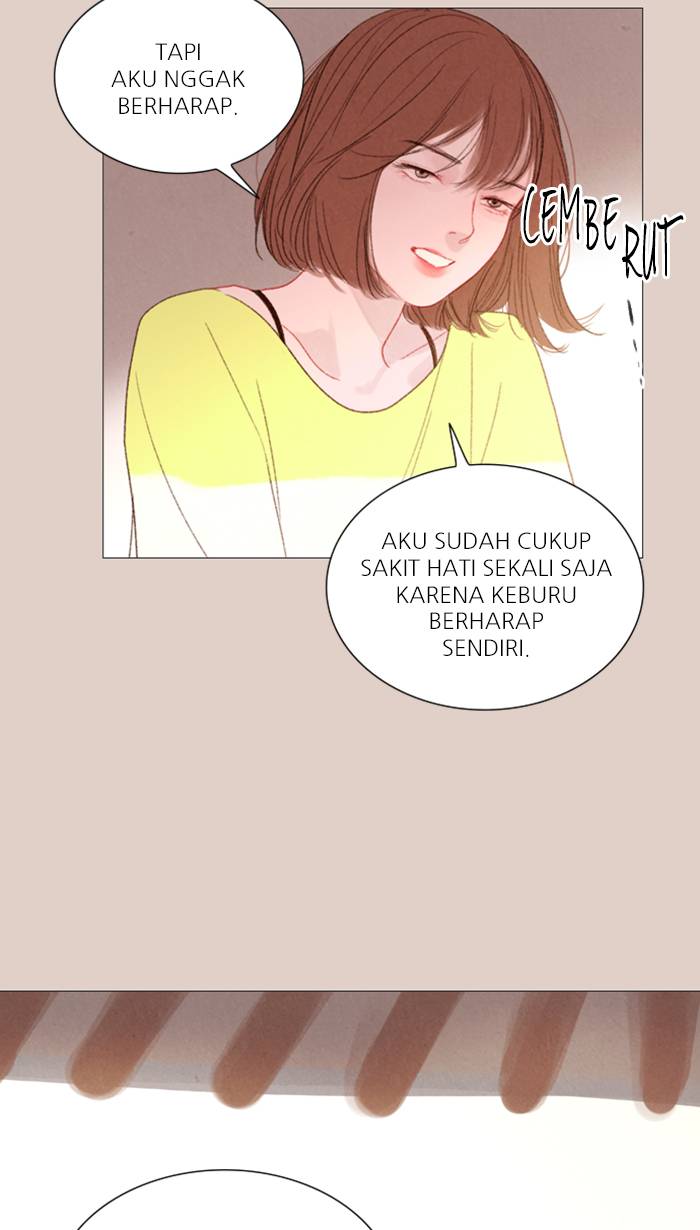 TAPI
AKU NGGAK
BERHARAP.
CEMBERUT
AKU SUDAH CUKUP
SAKIT HATI SEKALI SAJA
KARENA KEBURU
BERHARAP
SENDIRI.